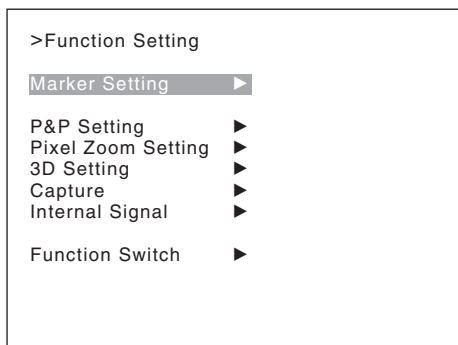 >Function Setting
Marker Setting ►
P&P Setting ►
Pixel Zoom Setting ►
3D Setting ►
Capture ►
Internal Signal ►
Function Switch ►